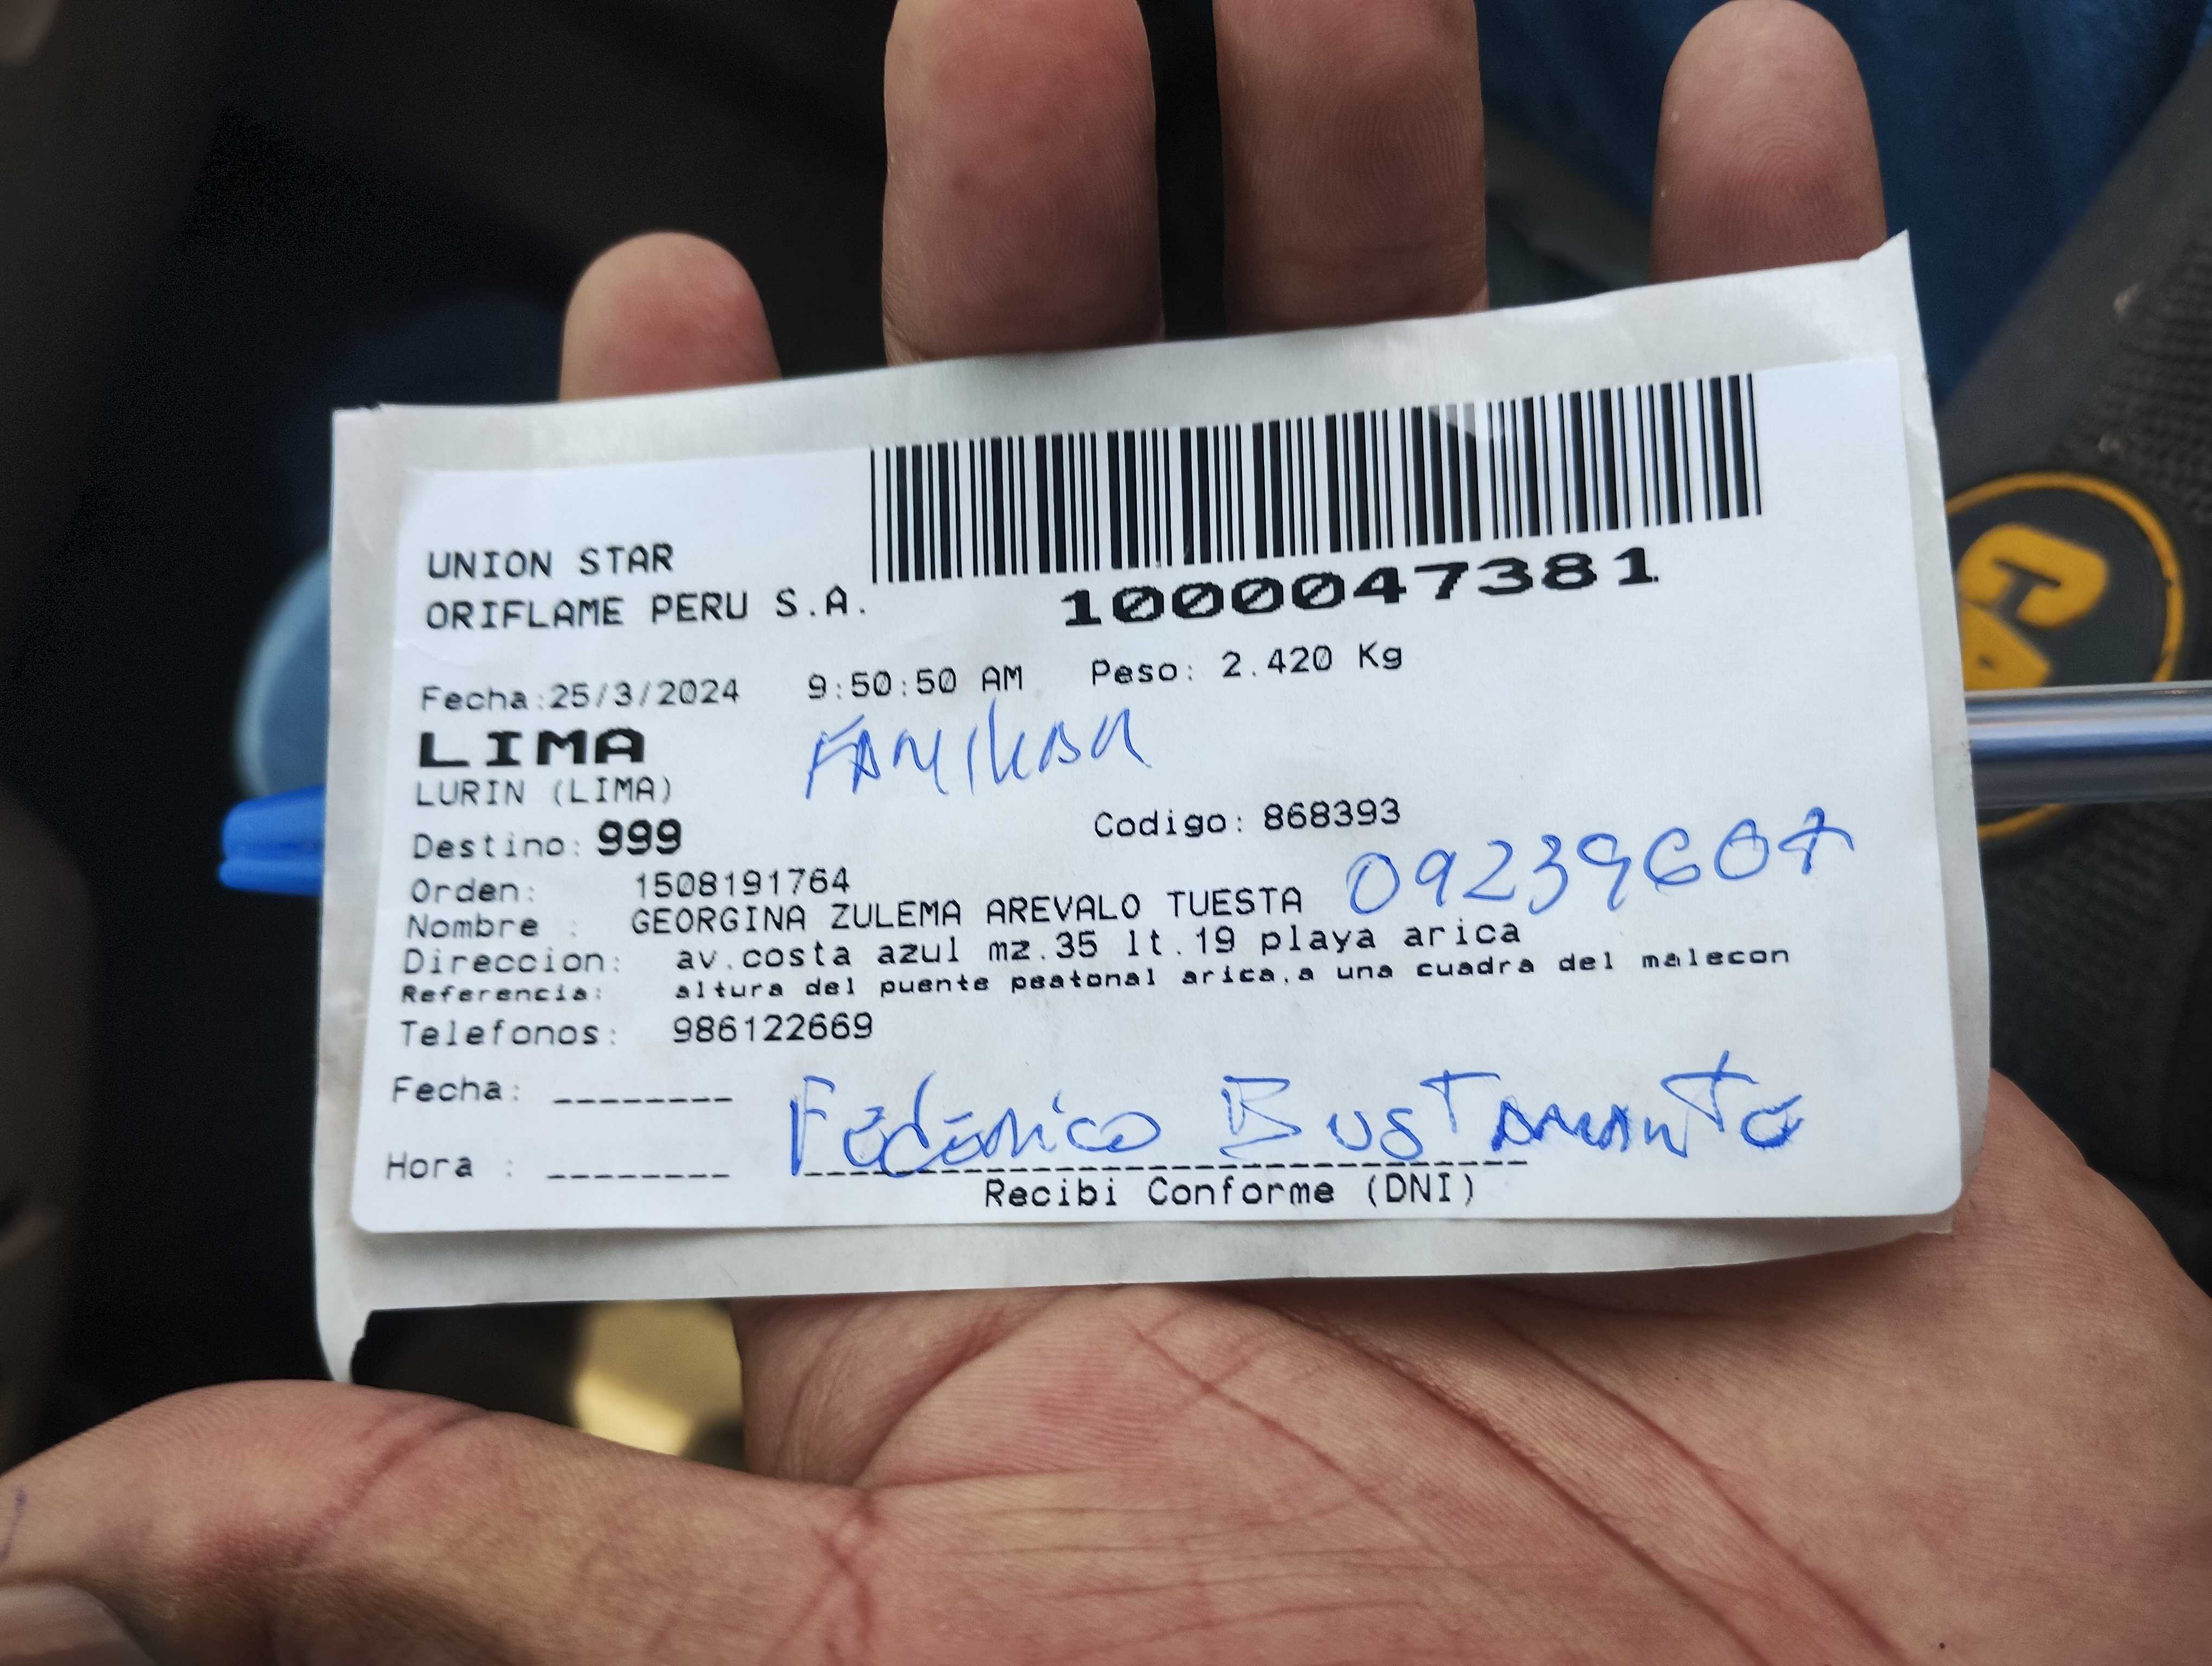 UNION STAR
ORIFLAME PERU S.A.
1000047381
Fecha:25/3/2024 9:50:50 AM Peso: 2.420 Kg
LIMA
FAMILIAR
LURIN (LIMA)
Destino: 999 Codigo: 868393
Orden: 1508191764
0923960
Nombre : GEORGINA ZULEMA AREVALO TUESTA
Direccion: av.costa azul mz.35 lt.19 playa arica
Referencia: altura del puente peatonal arica,a una cuadra del malecon
Telefonos: 986122669
Fecha: --------
Federico Bustamante
Hora : --------
Recibi Conforme (DNI)